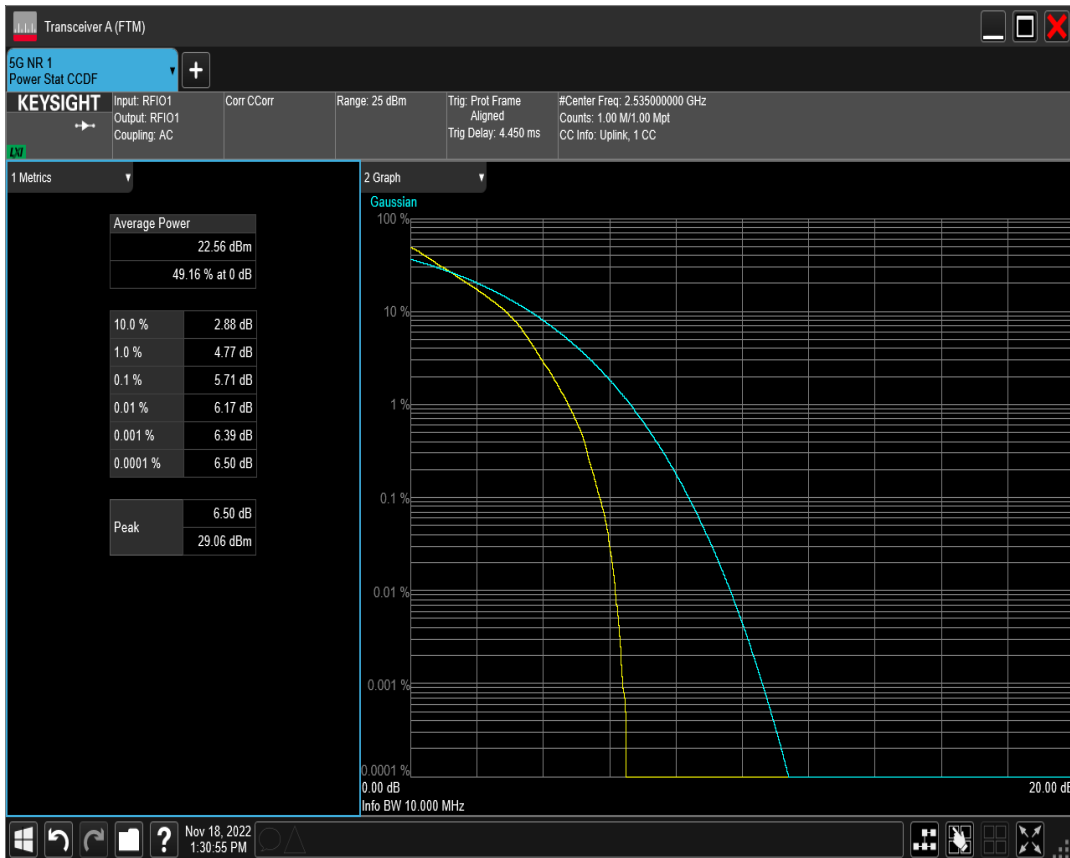 Transceiver A (FTM)
5G NR 1
Power Stat CCDF
+
KEYSIGHT
LXI
Input: RFIO1
Output: RFIO1
Coupling: AC
Corr CCorr
Range: 25 dBm
Trig: Prot Frame
Aligned
Trig Delay: 4.450 ms
#Center Freq: 2.535000000 GHz
Counts: 1.00 M/1.00 Mpt
CC Info: Uplink, 1 CC
1 Metrics
Average Power
22.56 dBm
49.16 % at 0 dB
10.0 % 2.88 dB
1.0 % 4.77 dB
0.1 % 5.71 dB
0.01 % 6.17 dB
0.001 % 6.39 dB
0.0001 % 6.50 dB
Peak
6.50 dB
29.06 dBm
2 Graph
Gaussian
100 %
10 %
1 %
0.1 %
0.01 %
0.001 %
0.0001 %
0.00 dB 20.00 dB
Info BW 10.000 MHz
?
Nov 18, 2022
1:30:55 PM